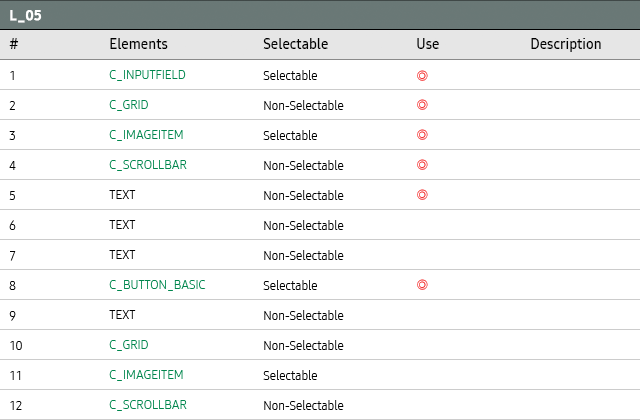 L_05
# Elements Selectable Use Description
1 C_INPUTFIELD Selectable ◎
2 C_GRID Non-Selectable ◎
3 C_IMAGEITEM Selectable ◎
4 C_SCROLLBAR Non-Selectable ◎
5 TEXT Non-Selectable ◎
6 TEXT Non-Selectable
7 TEXT Non-Selectable
8 C_BUTTON_BASIC Selectable ◎
9 TEXT Non-Selectable
10 C_GRID Non-Selectable
11 C_IMAGEITEM Selectable
12 C_SCROLLBAR Non-Selectable